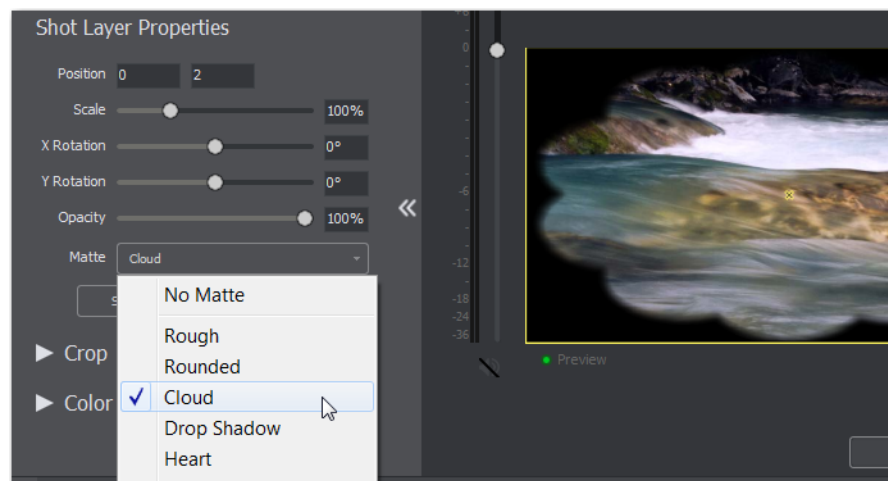 Shot Layer Properties
Position 0 2
Scale 100%
X Rotation 0°
Y Rotation 0°
Opacity 100%
Matte Cloud
No Matte
Rough
Rounded
Cloud
Drop Shadow
Heart
Crop
Color
0
-6
-12
-18
-24
-36
Preview